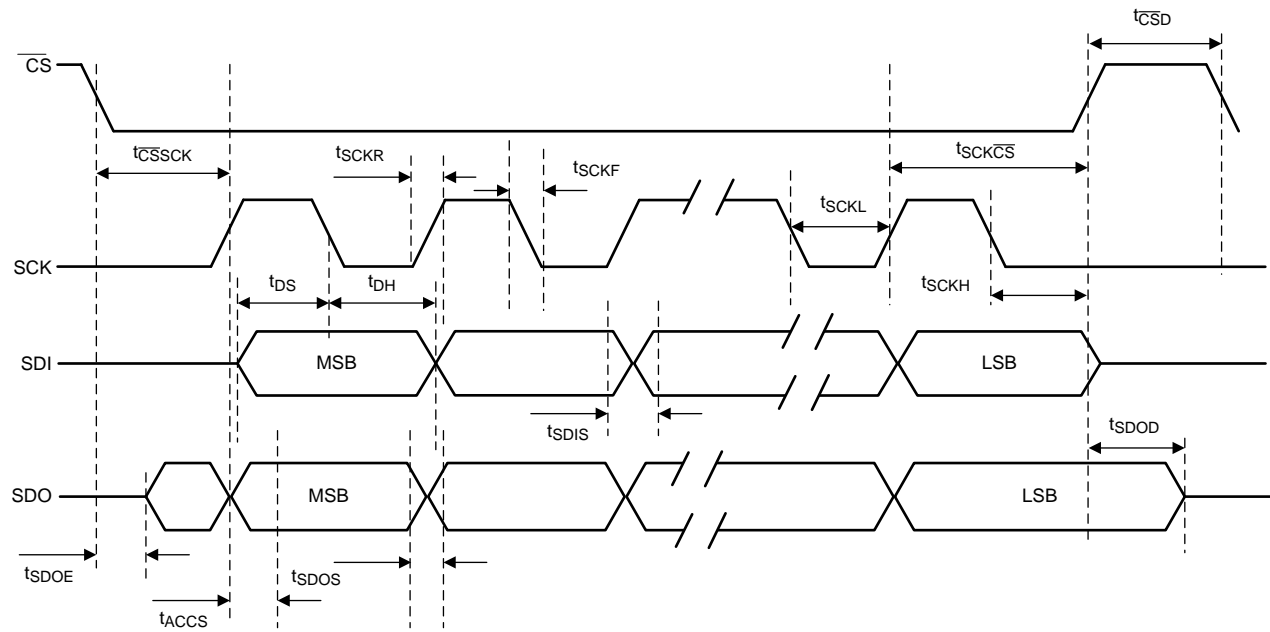 tCSD
CS
tCSSCK
tSCKR
tSCKF
tSCKL
tSCKCS
SCK
tDS
tDH
tSCKH
SDI
MSB
LSB
tSDIS
tSDOD
SDO
MSB
LSB
tSDOE
tSDOS
tACCS